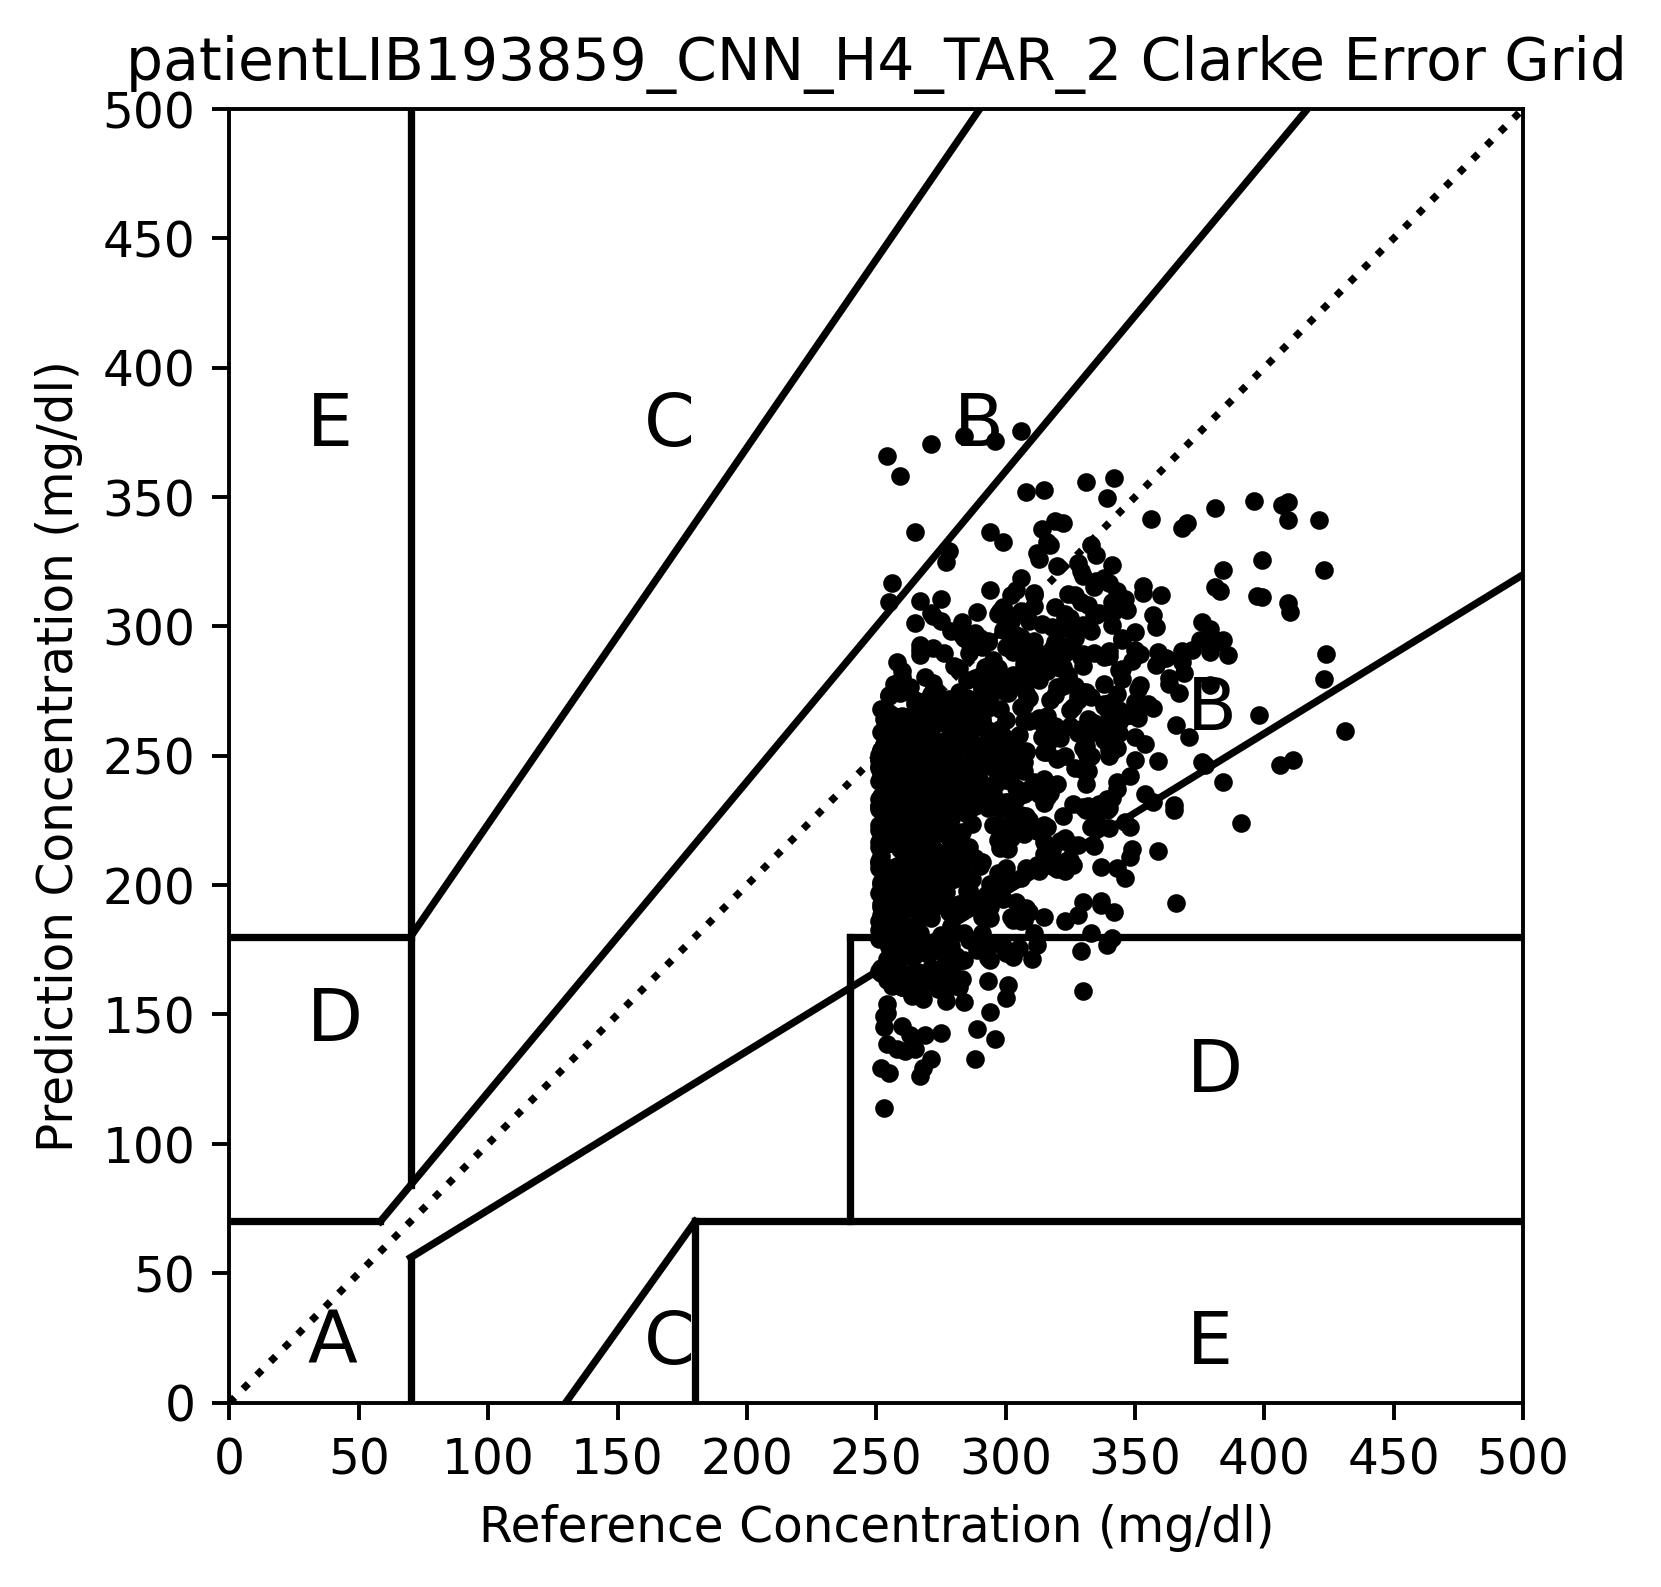 patientLIB193859_CNN_H4_TAR_2 Clarke Error Grid
500
450
400
350
300
250
200
150
100
50
0
Prediction Concentration (mg/dl)
E
C
B
B
D
D
A
C
E
0 50 100 150 200 250 300 350 400 450 500
Reference Concentration (mg/dl)